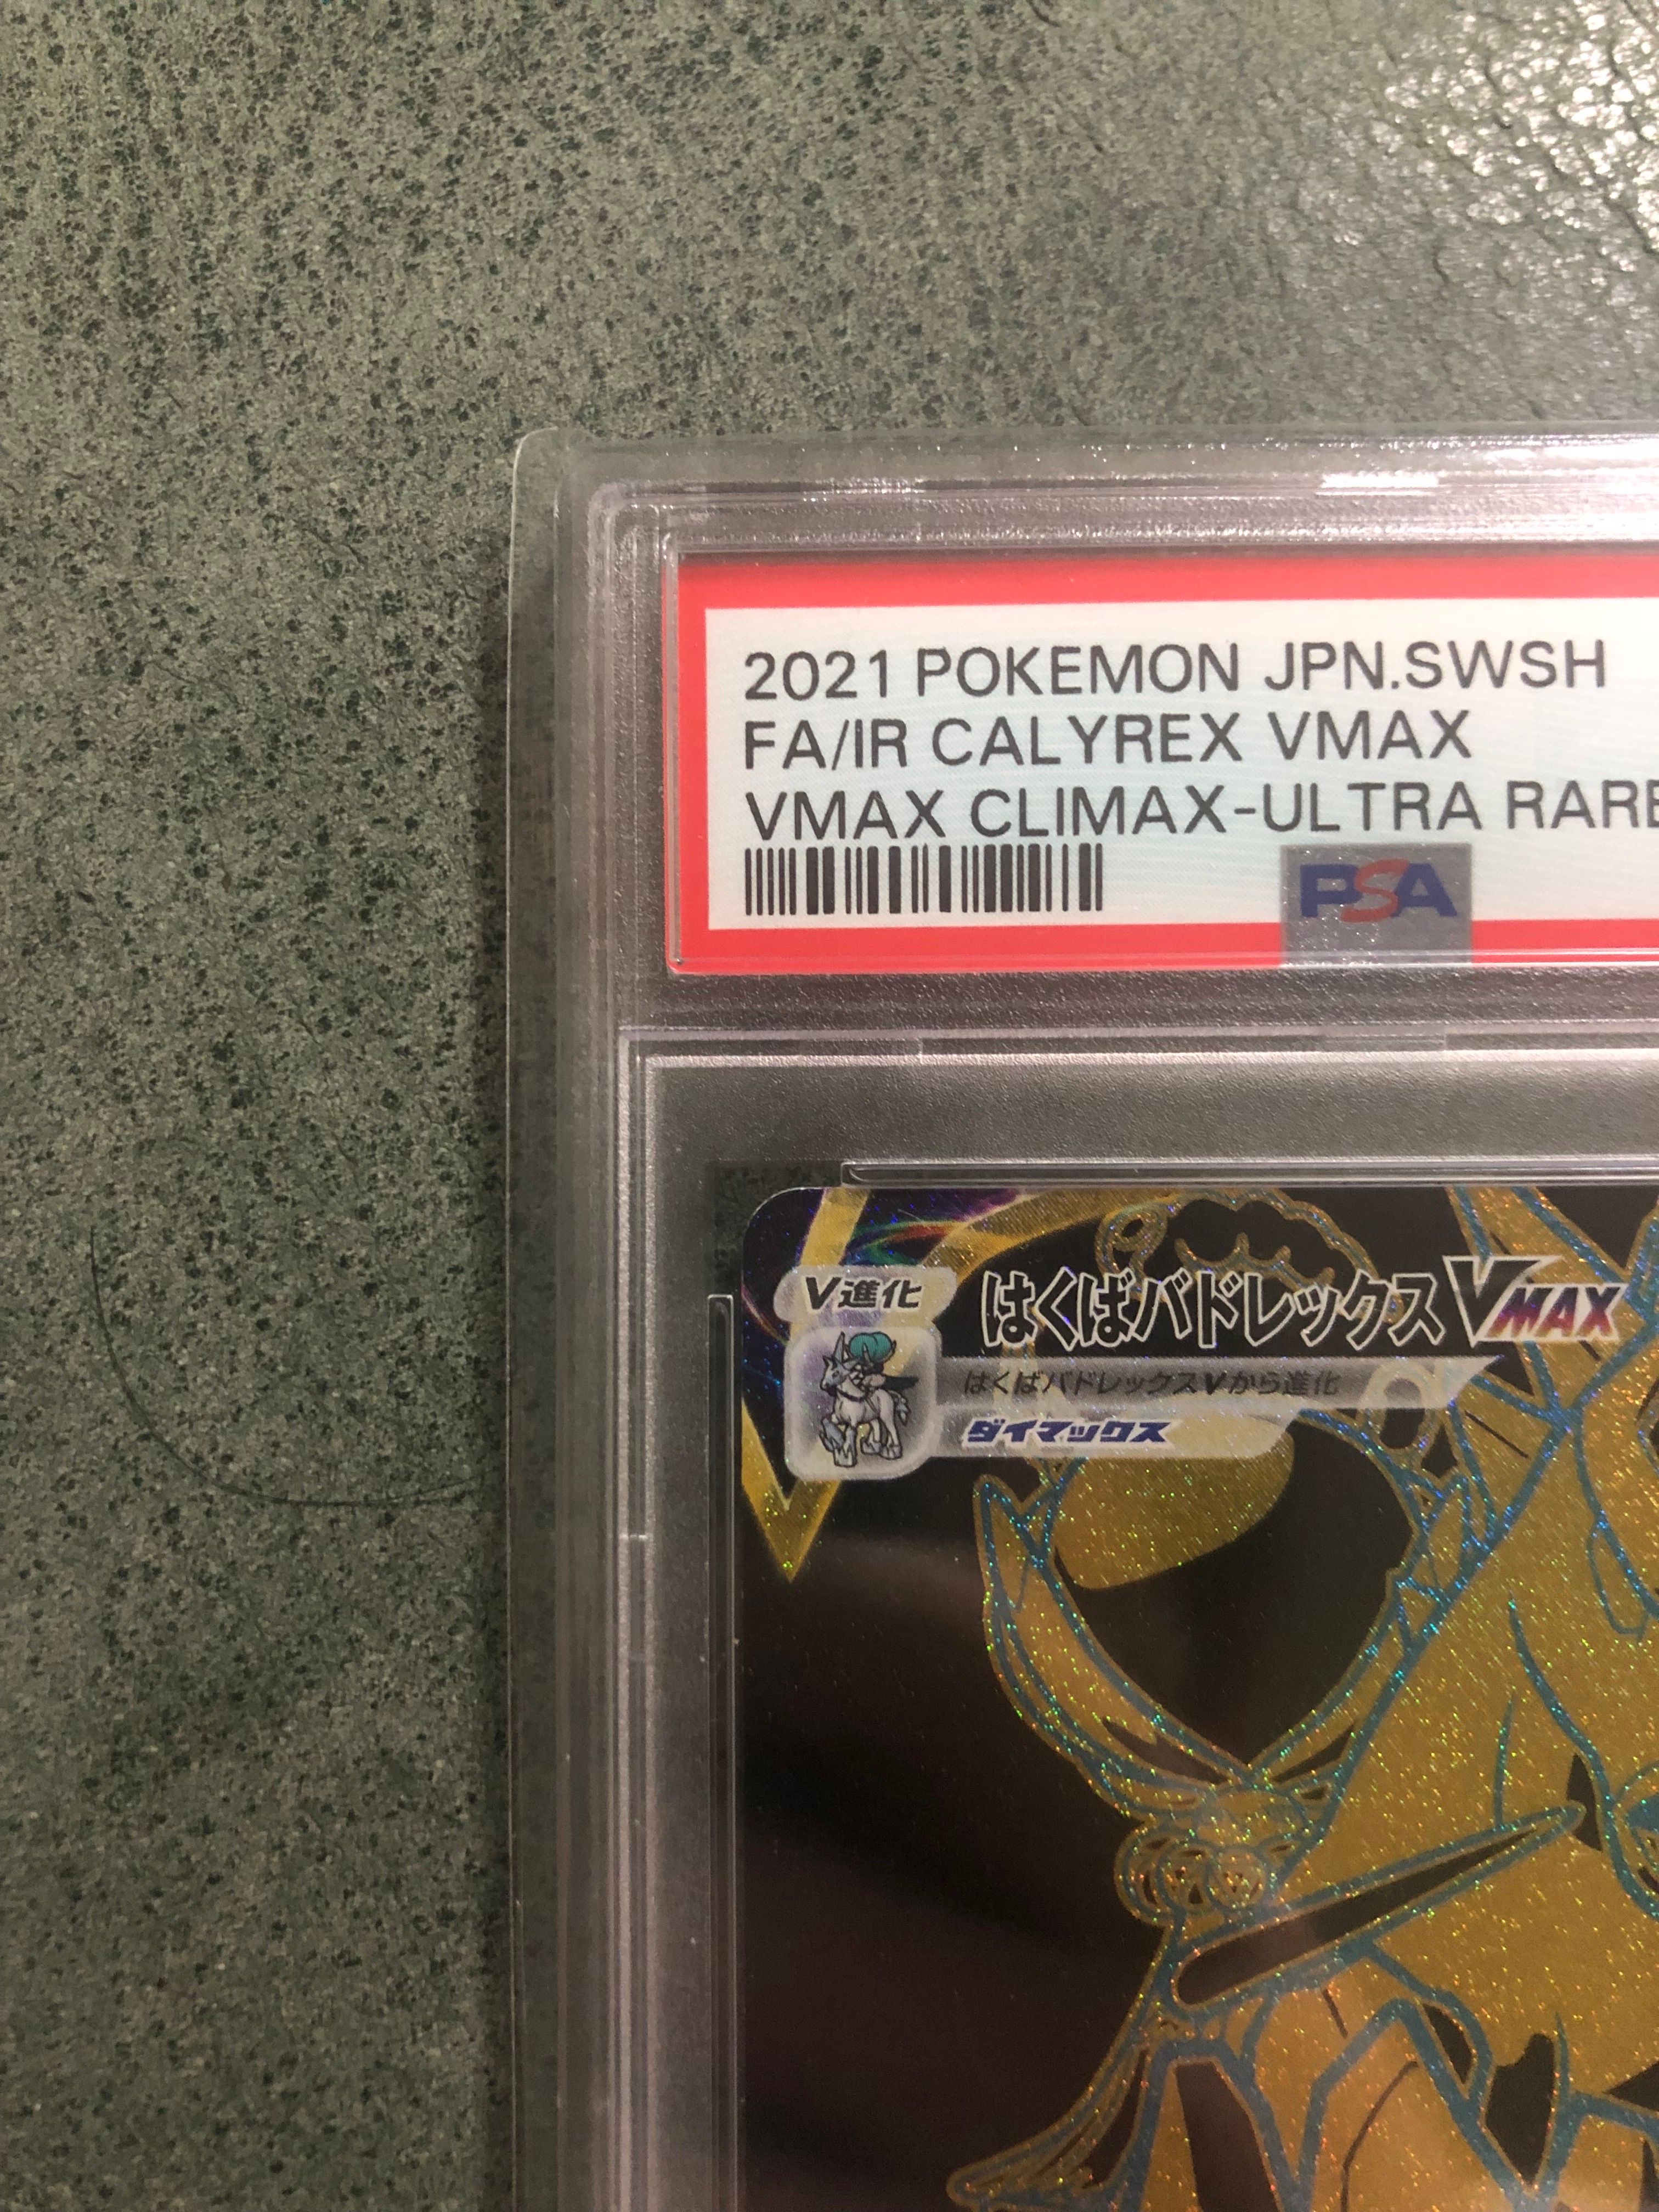 2021 POKEMON JPN.SWSH
FA/IR CALYREX VMAX
VMAX CLIMAX-ULTRA RARE
PSA
V進化
はくばバドレックスVMAX
はくばバドレックスVから進化
ダイマックス